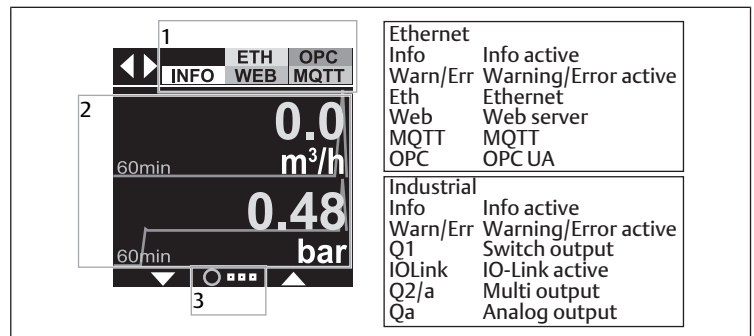 1
ETH OPC
INFO WEB MQTT
2
0.0
60min m³/h
0.48
60min bar
3
Ethernet
Info Info active
Warn/Err Warning/Error active
Eth Ethernet
Web Web server
MQTT MQTT
OPC OPC UA
Industrial
Info Info active
Warn/Err Warning/Error active
Q1 Switch output
IOLink IO-Link active
Q2/a Multi output
Qa Analog output